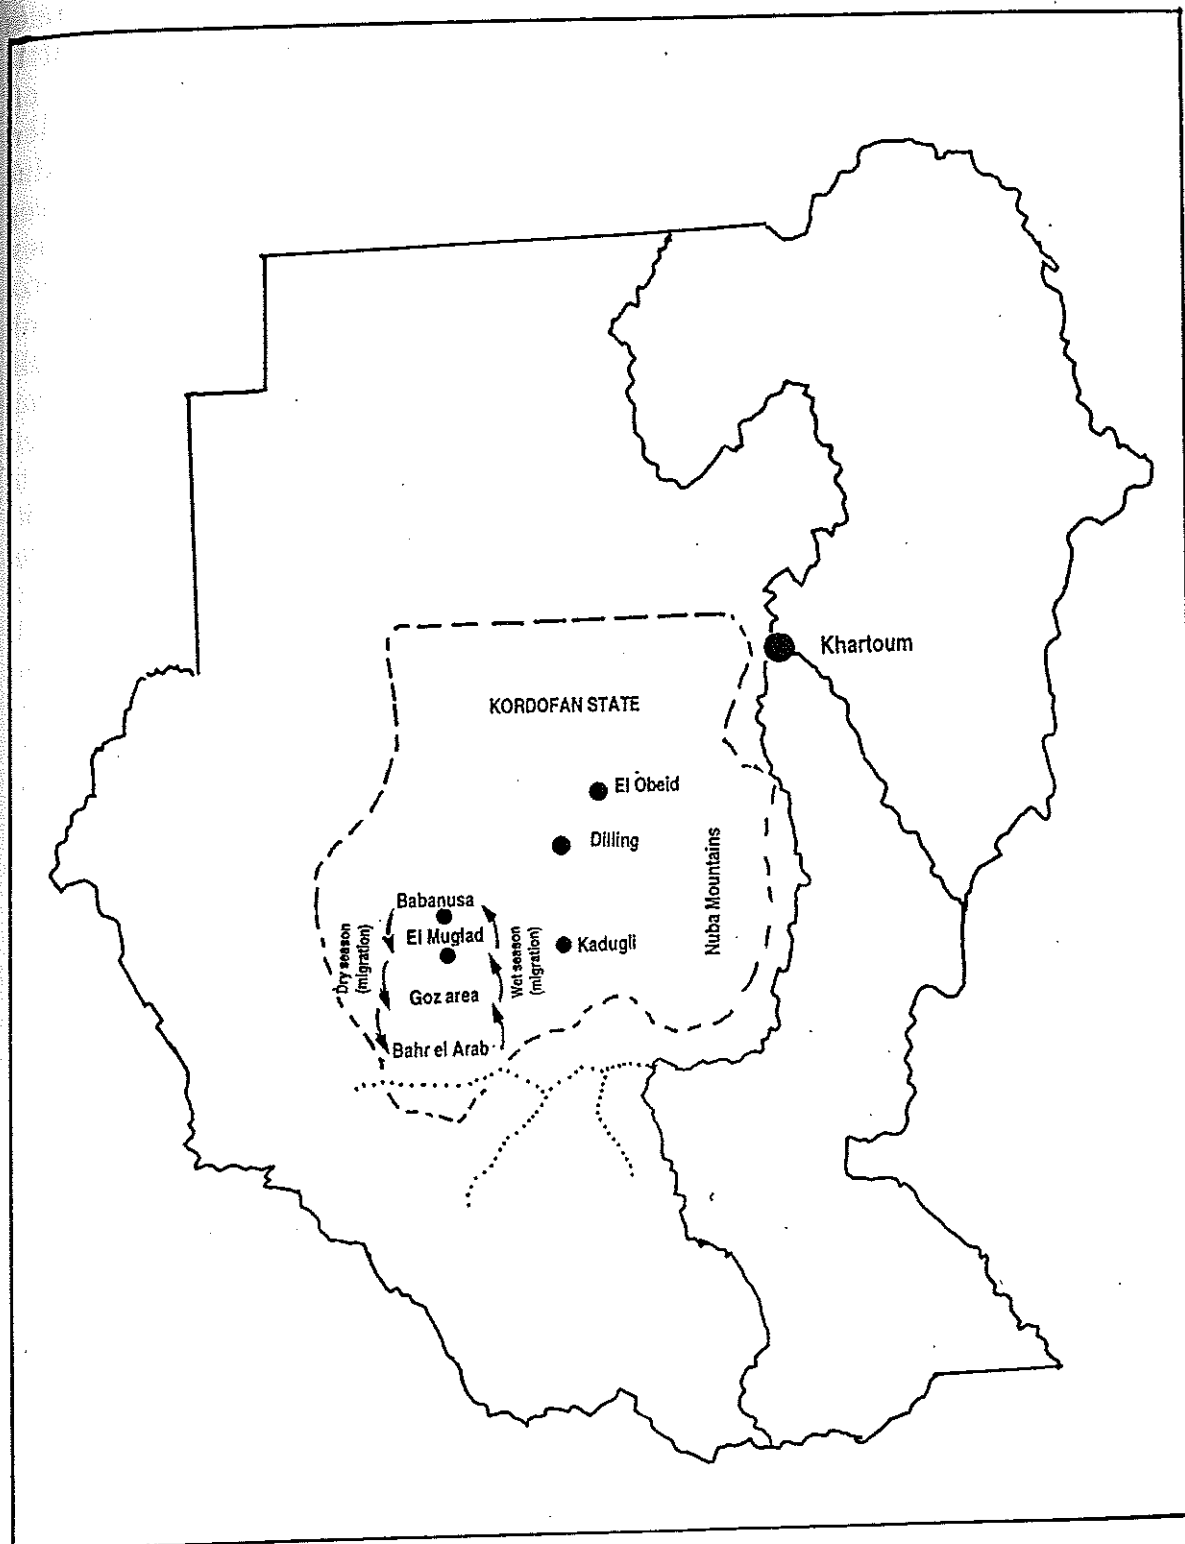 Khartoum
KORDOFAN STATE
El Obeid
Dilling
Nuba Mountains
Babanusa
El Muglad
Kadugli
Dry season
(migration)
Wet season
(migration)
Goz area
Bahr el Arab